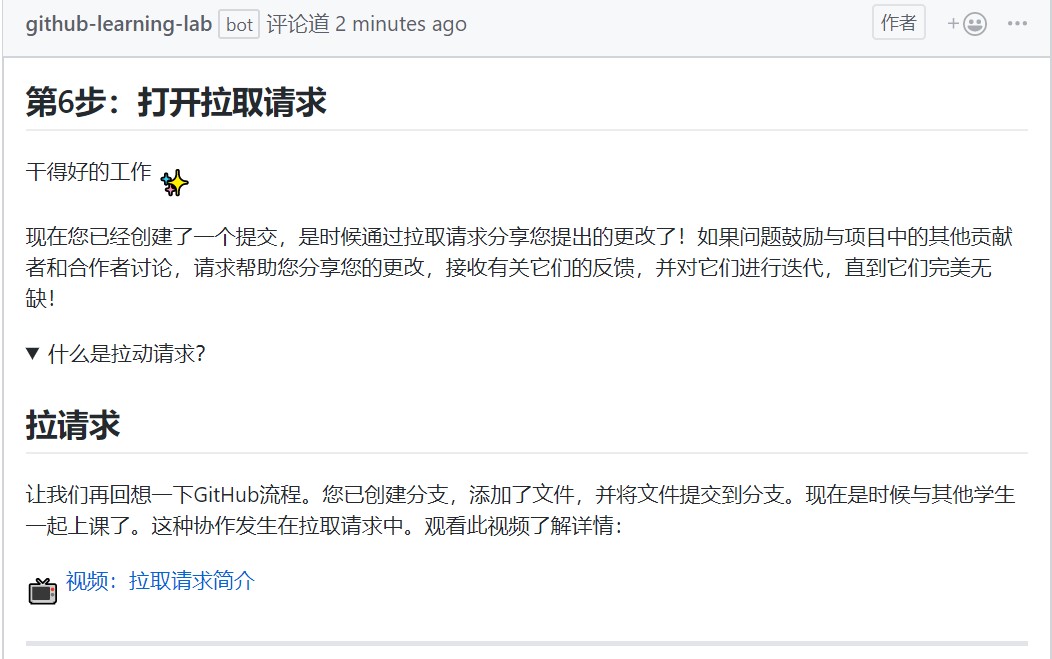 github-learning-lab bot 评论道 2 minutes ago 作者
第6步：打开拉取请求
干得好的工作
现在您已经创建了一个提交，是时候通过拉取请求分享您提出的更改了！如果问题鼓励与项目中的其他贡献
者和合作者讨论，请求帮助您分享您的更改，接收有关它们的反馈，并对它们进行迭代，直到它们完美无
缺！
▼ 什么是拉动请求？
拉请求
让我们再回想一下GitHub流程。您已创建分支，添加了文件，并将文件提交到分支。现在是时候与其他学生
一起上课了。这种协作发生在拉取请求中。观看此视频了解详情：
视频：拉取请求简介